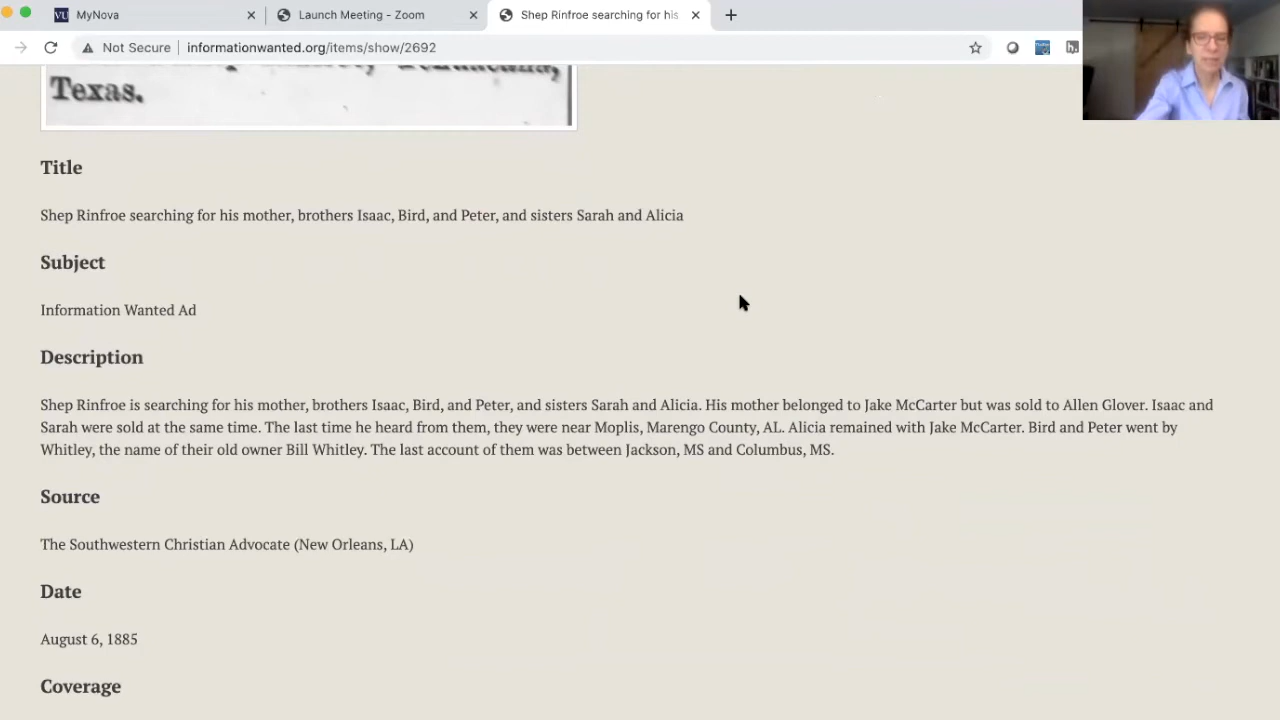 MyNova
Launch Meeting - Zoom
Shep Rinfroe searching for his
Not Secure
informationwanted.org/items/show/2692
Texas.
Title
Shep Rinfroe searching for his mother, brothers Isaac, Bird, and Peter, and sisters Sarah and Alicia
Subject
Information Wanted Ad
Description
Shep Rinfroe is searching for his mother, brothers Isaac, Bird, and Peter, and sisters Sarah and Alicia. His mother belonged to Jake McCarter but was sold to Allen Glover. Isaac and
Sarah were sold at the same time. The last time he heard from them, they were near Moplis, Marengo County, AL. Alicia remained with Jake McCarter. Bird and Peter went by
Whitley, the name of their old owner Bill Whitley. The last account of them was between Jackson, MS and Columbus, MS.
Source
The Southwestern Christian Advocate (New Orleans, LA)
Date
August 6, 1885
Coverage